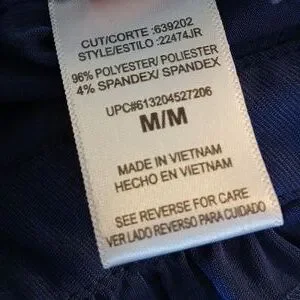 CUT/CORTE :639202
STYLE/ESTILO :22474JR
96% POLYESTER/ POLIESTER
4% SPANDEX/ SPANDEX
UPC#613204527206
M/M
MADE IN VIETNAM
HECHO EN VIETNAM
SEE REVERSE FOR CARE
VER LADO REVERSO PARA CUIDADO